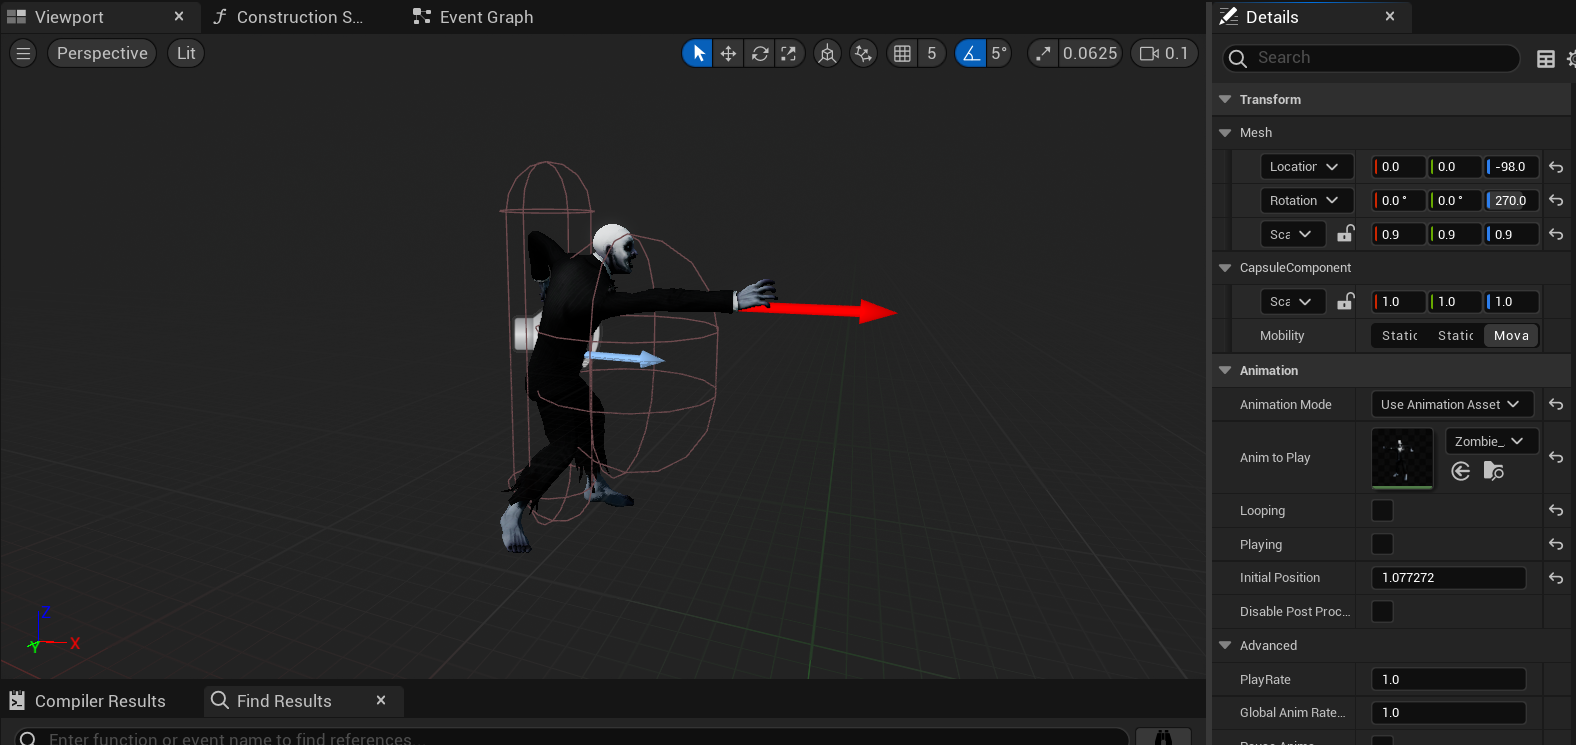 Viewport
Construction S...
Event Graph
Details
Perspective
Lit
5
5°
0.0625
0.1
Search
Transform
Mesh
Location
0.0
0.0
-98.0
Rotation
0.0 °
0.0 °
270.0
Sca
0.9
0.9
0.9
CapsuleComponent
Sca
1.0
1.0
1.0
Mobility
Static
Static
Mova
Animation
Animation Mode
Use Animation Asset
Anim to Play
Zombie_
Looping
Playing
Initial Position
1.077272
Disable Post Proc...
Advanced
PlayRate
1.0
Global Anim Rate...
1.0
Z
X
Y
Compiler Results
Find Results
Enter function or event name to find references...